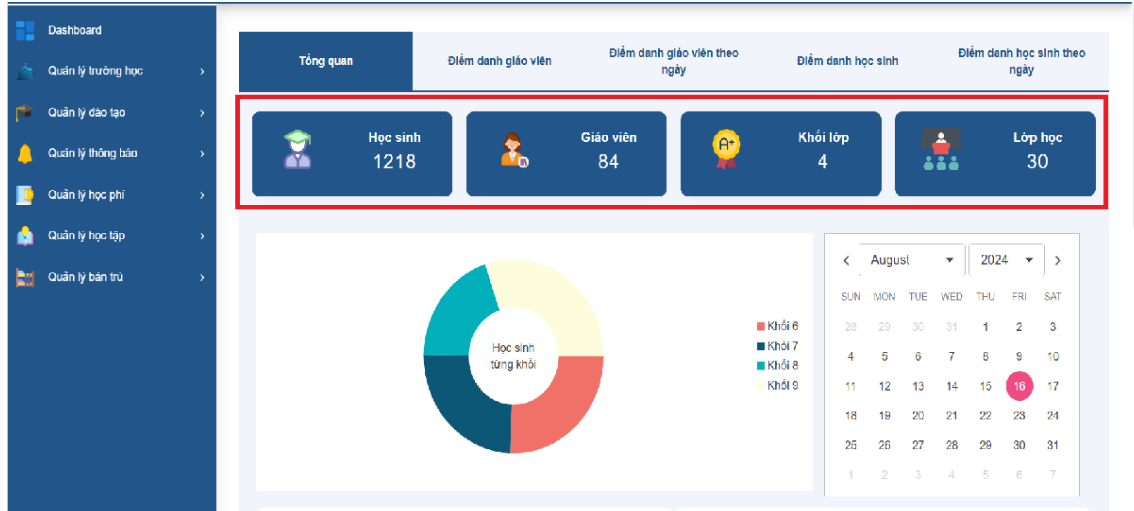 Dashboard
Quản lý trường học
Quản lý đào tạo
Quản lý thông báo
Quản lý học phí
Quản lý học tập
Quản lý bán trú
Tổng quan
Điểm danh giáo viên
Điểm danh giáo viên theo
ngày
Điểm danh học sinh
Điểm danh học sinh theo
ngày
Học sinh
1218
Giáo viên
84
A+
Khối lớp
4
Lớp học
30
Học sinh
từng khối
Khối 6
Khối 7
Khối 8
Khối 9
August 2024
SUN MON TUE WED THU FRI SAT
28 29 30 31 1 2 3
4 5 6 7 8 9 10
11 12 13 14 15 16 17
18 19 20 21 22 23 24
25 26 27 28 29 30 31
1 2 3 4 5 6 7